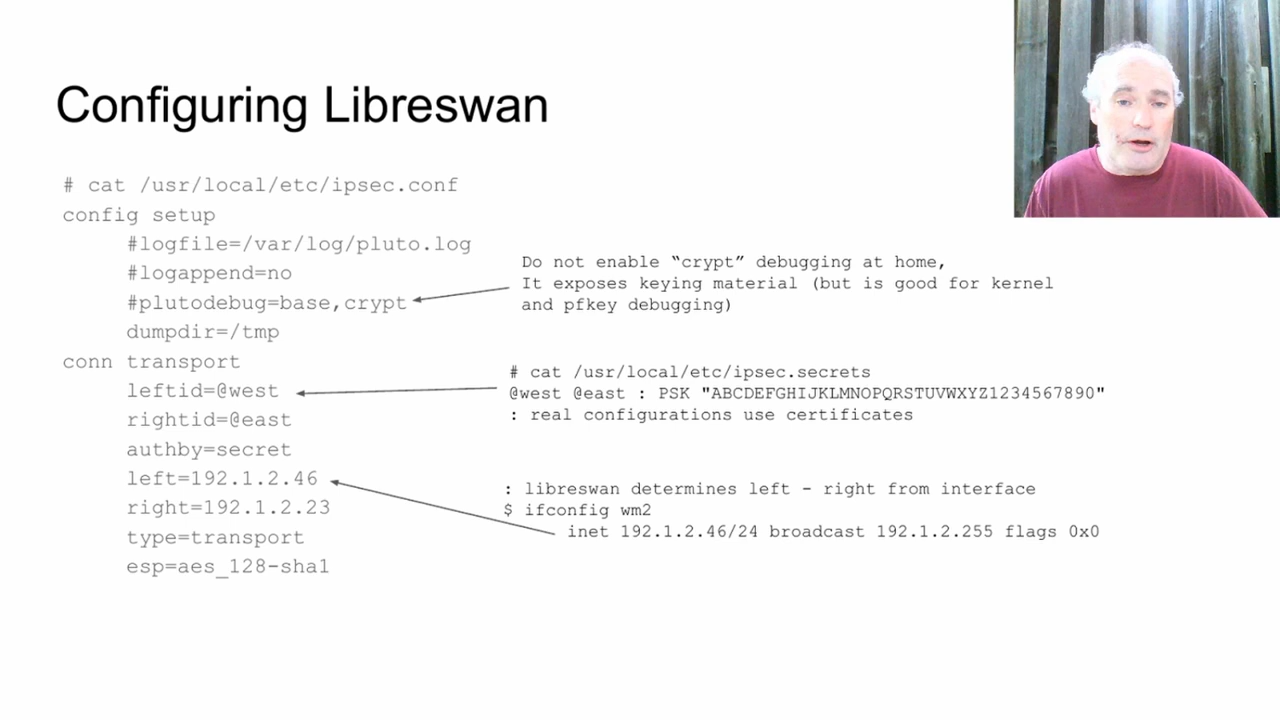 Configuring Libreswan
# cat /usr/local/etc/ipsec.conf
config setup
#logfile=/var/log/pluto.log
#logappend=no
#plutodebug=base,crypt
dumpdir=/tmp
conn transport
leftid=@west
rightid=@east
authby=secret
left=192.1.2.46
right=192.1.2.23
type=transport
esp=aes_128-sha1
Do not enable “crypt” debugging at home,
It exposes keying material (but is good for kernel
and pfkey debugging)
# cat /usr/local/etc/ipsec.secrets
@west @east : PSK "ABCDEFGHIJKLMNOPQRSTUVWXYZ1234567890"
: real configurations use certificates
: libreswan determines left - right from interface
$ ifconfig wm2
inet 192.1.2.46/24 broadcast 192.1.2.255 flags 0x0